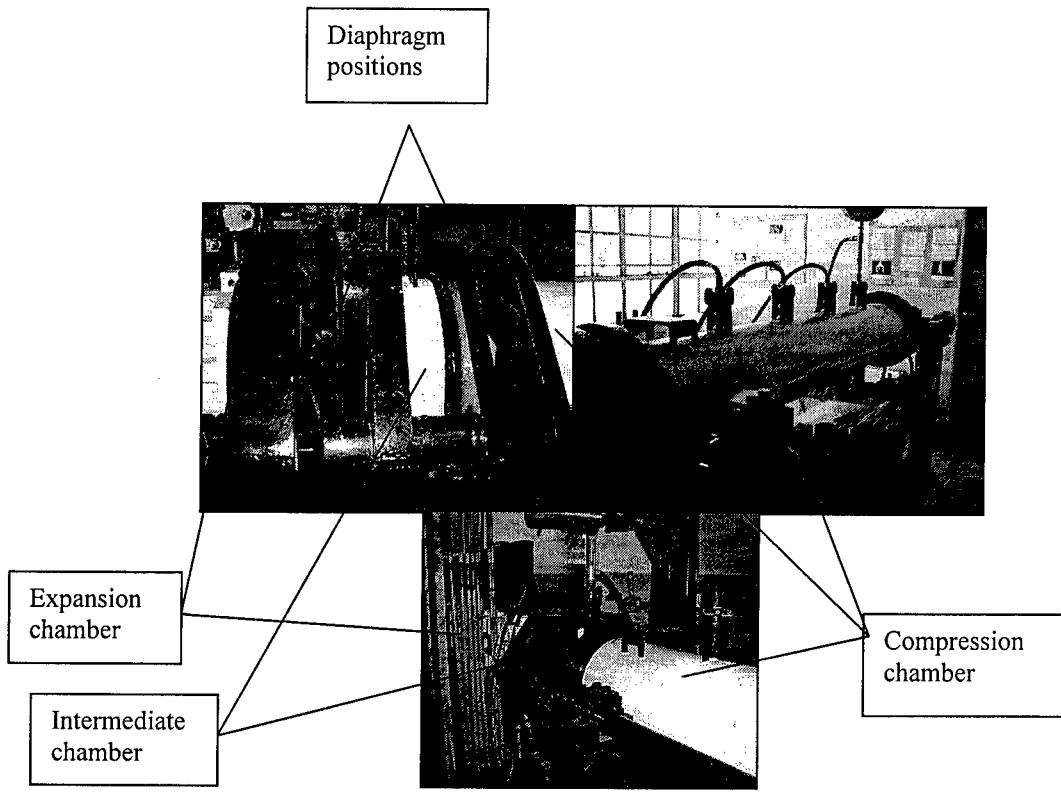 Diaphragm
positions
Expansion
chamber
Intermediate
chamber
Compression
chamber